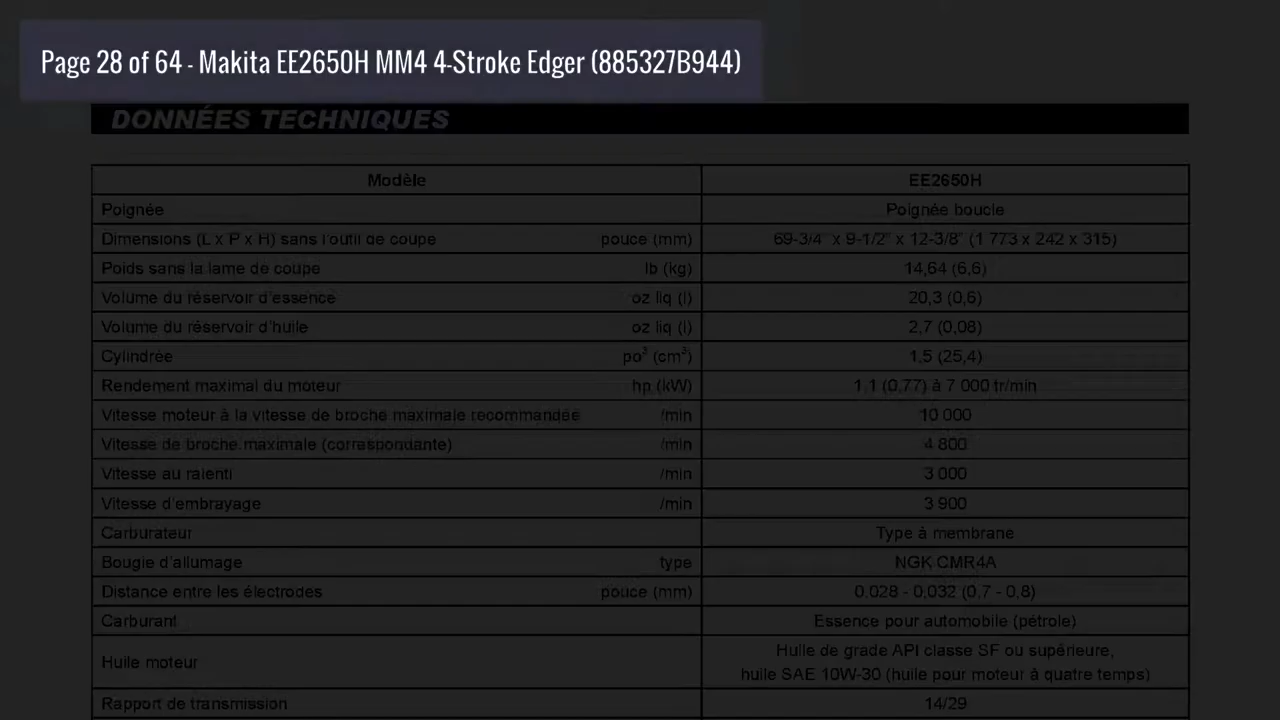 Page 28 of 64 - Makita EE2650H MM4 4-Stroke Edger (885327B944)
DONNÉES TECHNIQUES
Modèle EE2650H
Poignée Poignée boucle
Dimensions (L x P x H) sans l'outil de coupe pouce (mm) 69-3/4" x 9-1/2" x 12-3/8" (1 773 x 242 x 315)
Poids sans la lame de coupe lb (kg) 14,64 (6,6)
Volume du réservoir d'essence oz liq (l) 20,3 (0,6)
Volume du réservoir d'huile oz liq (l) 2,7 (0,08)
Cylindrée po³ (cm³) 1,5 (25,4)
Rendement maximal du moteur hp (kW) 1,1 (0,77) à 7 000 tr/min
Vitesse moteur à la vitesse de broche maximale recommandée /min 10 000
Vitesse de broche maximale (correspondante) /min 4 800
Vitesse au ralenti /min 3 000
Vitesse d'embrayage /min 3 900
Carburateur Type à membrane
Bougie d'allumage type NGK CMR4A
Distance entre les électrodes pouce (mm) 0,028 - 0,032 (0,7 - 0,8)
Carburant Essence pour automobile (pétrole)
Huile moteur Huile de grade API classe SF ou supérieure,
huile SAE 10W-30 (huile pour moteur à quatre temps)
Rapport de transmission 14/29